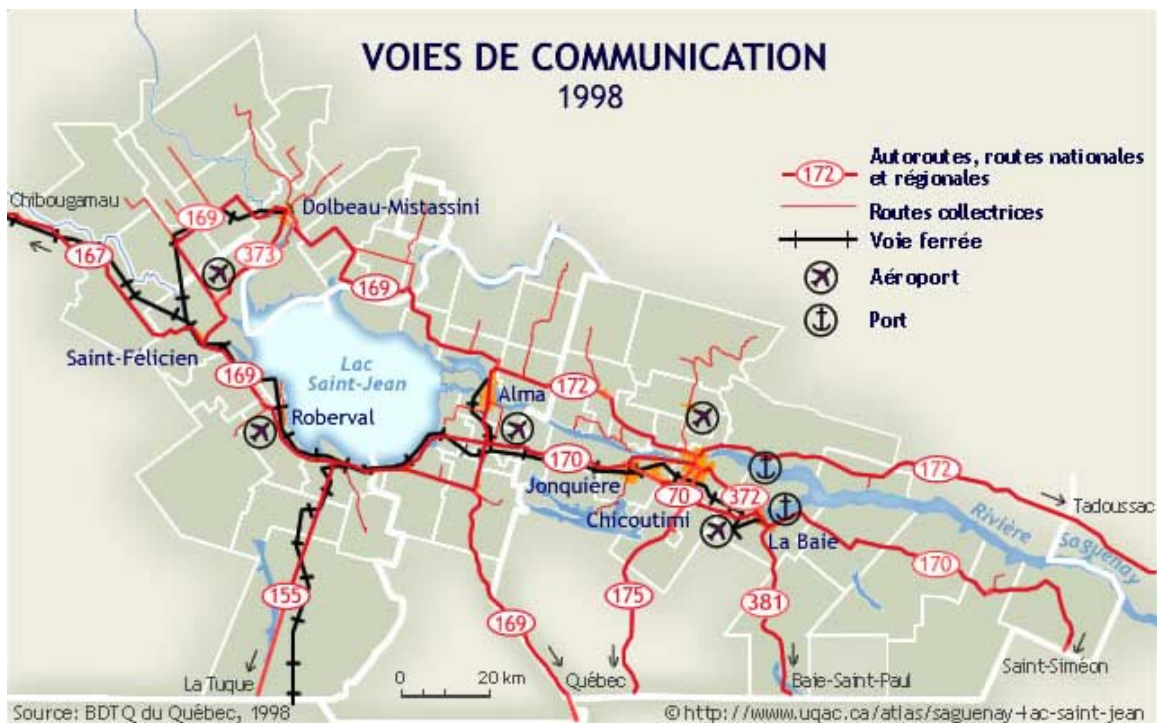 VOIES DE COMMUNICATION
1998
172
Autoroutes, routes nationales
et régionales
Routes collectrices
Voie ferrée
Aéroport
Port
Chibougamau
169
Dolbeau-Mistassini
167
373
169
Saint-Félicien
Lac
Saint-Jean
169
Alma
172
Roberval
170
172
Jonquière
70
372
Tadoussac
Chicoutimi
Rivière
Saguenay
La Baie
170
155
175
381
169
0
20 km
Saint-Siméon
La Tuque
Québec
Baie-Saint-Paul
Source: BDTQ du Québec, 1998
©http://www.uqac.ca/atlas/saguenay-lac-saint-jean